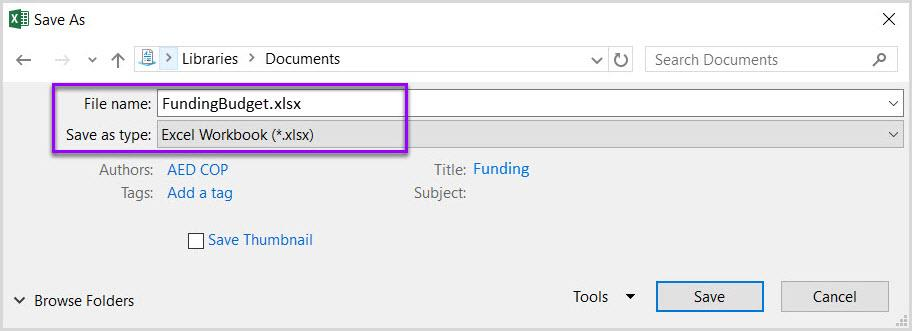 Save As
Libraries > Documents
Search Documents
File name: FundingBudget.xlsx
Save as type: Excel Workbook (*.xlsx)
Authors: AED COP Title: Funding
Tags: Add a tag Subject:
Save Thumbnail
Browse Folders Tools Save Cancel